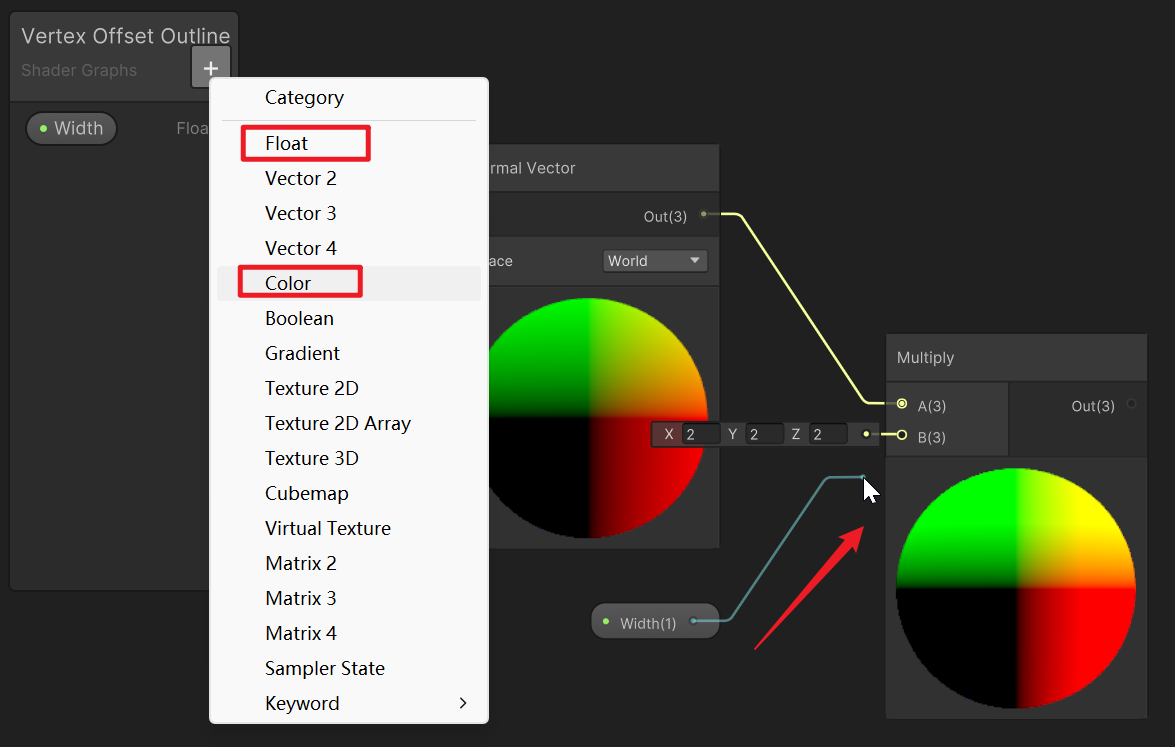 Vertex Offset Outline
Shader Graphs
+
Width
Floa
Category
Float
Vector 2
Vector 3
Vector 4
Color
Boolean
Gradient
Texture 2D
Texture 2D Array
Texture 3D
Cubemap
Virtual Texture
Matrix 2
Matrix 3
Matrix 4
Sampler State
Keyword
rmal Vector
Out(3)
ace World
X 2 Y 2 Z 2
Width(1)
Multiply
A(3) Out(3)
B(3)